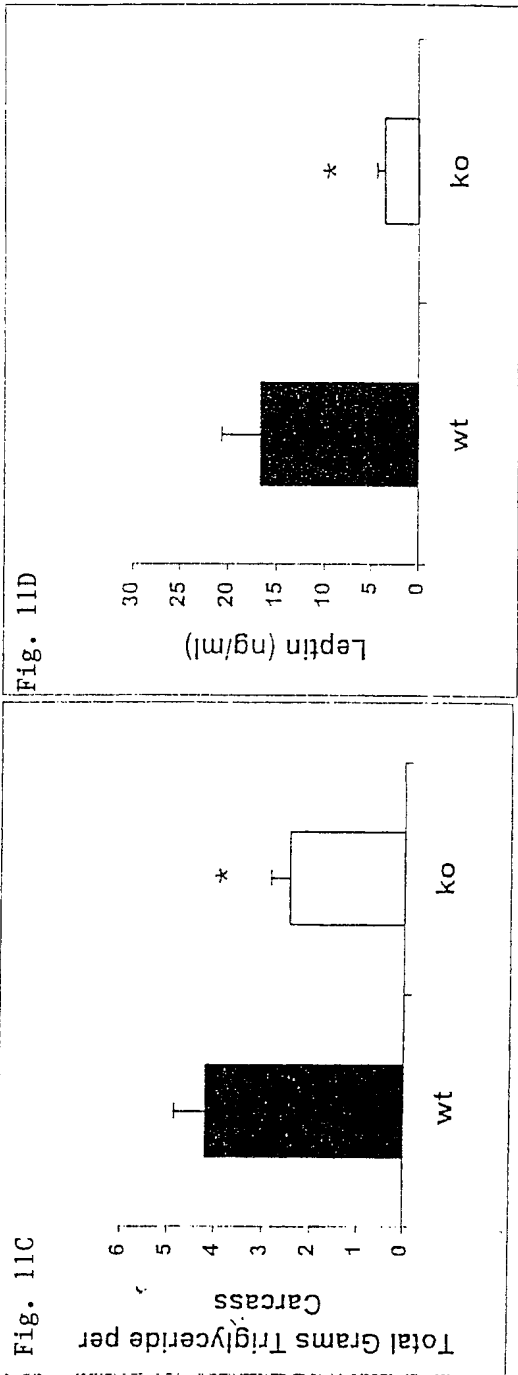 Fig. 11C
Total Grams Triglyceride per
Carcass
6
5
4
3
2
1
0
*
wt
ko
Fig. 11D
Leptin (ng/ml)
30
25
20
15
10
5
0
*
wt
ko